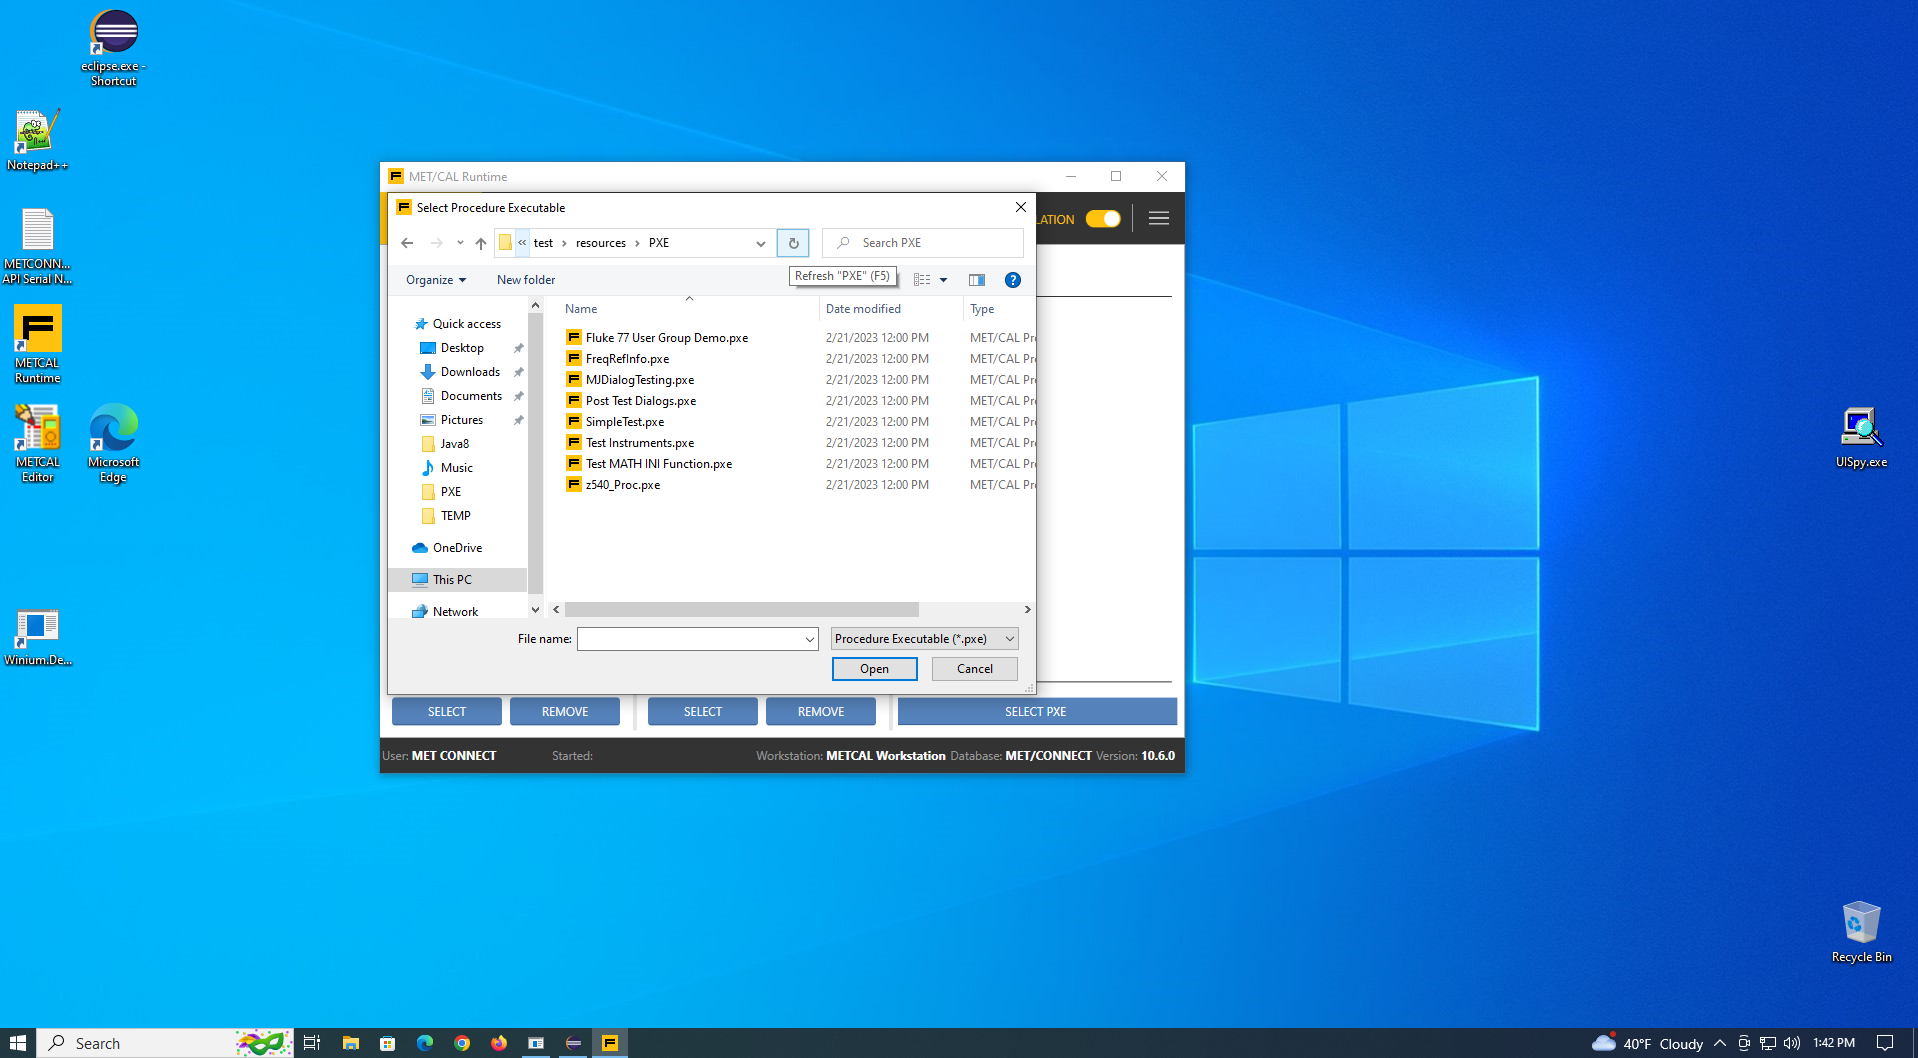 eclipse.exe -
Shortcut
Notepad++
METCONN...
API Serial N...
METCAL
Runtime
METCAL
Editor
Microsoft
Edge
Winium.De...
MET/CAL Runtime
LATION
Select Procedure Executable
« test › resources › PXE
Search PXE
Organize
New folder
Refresh "PXE" (F5)
Name
Date modified
Type
Quick access
Desktop
Downloads
Documents
Pictures
Java8
Music
PXE
TEMP
OneDrive
This PC
Network
Fluke 77 User Group Demo.pxe 2/21/2023 12:00 PM MET/CAL Pro
FreqRefInfo.pxe 2/21/2023 12:00 PM MET/CAL Pro
MJDialogTesting.pxe 2/21/2023 12:00 PM MET/CAL Pro
Post Test Dialogs.pxe 2/21/2023 12:00 PM MET/CAL Pro
SimpleTest.pxe 2/21/2023 12:00 PM MET/CAL Pro
Test Instruments.pxe 2/21/2023 12:00 PM MET/CAL Pro
Test MATH INI Function.pxe 2/21/2023 12:00 PM MET/CAL Pro
z540_Proc.pxe 2/21/2023 12:00 PM MET/CAL Pro
File name:
Procedure Executable (*.pxe)
Open
Cancel
SELECT
REMOVE
SELECT
REMOVE
SELECT PXE
User: MET CONNECT Started: Workstation: METCAL Workstation Database: MET/CONNECT Version: 10.6.0
UISpy.exe
Recycle Bin
Search
40°F Cloudy
1:42 PM